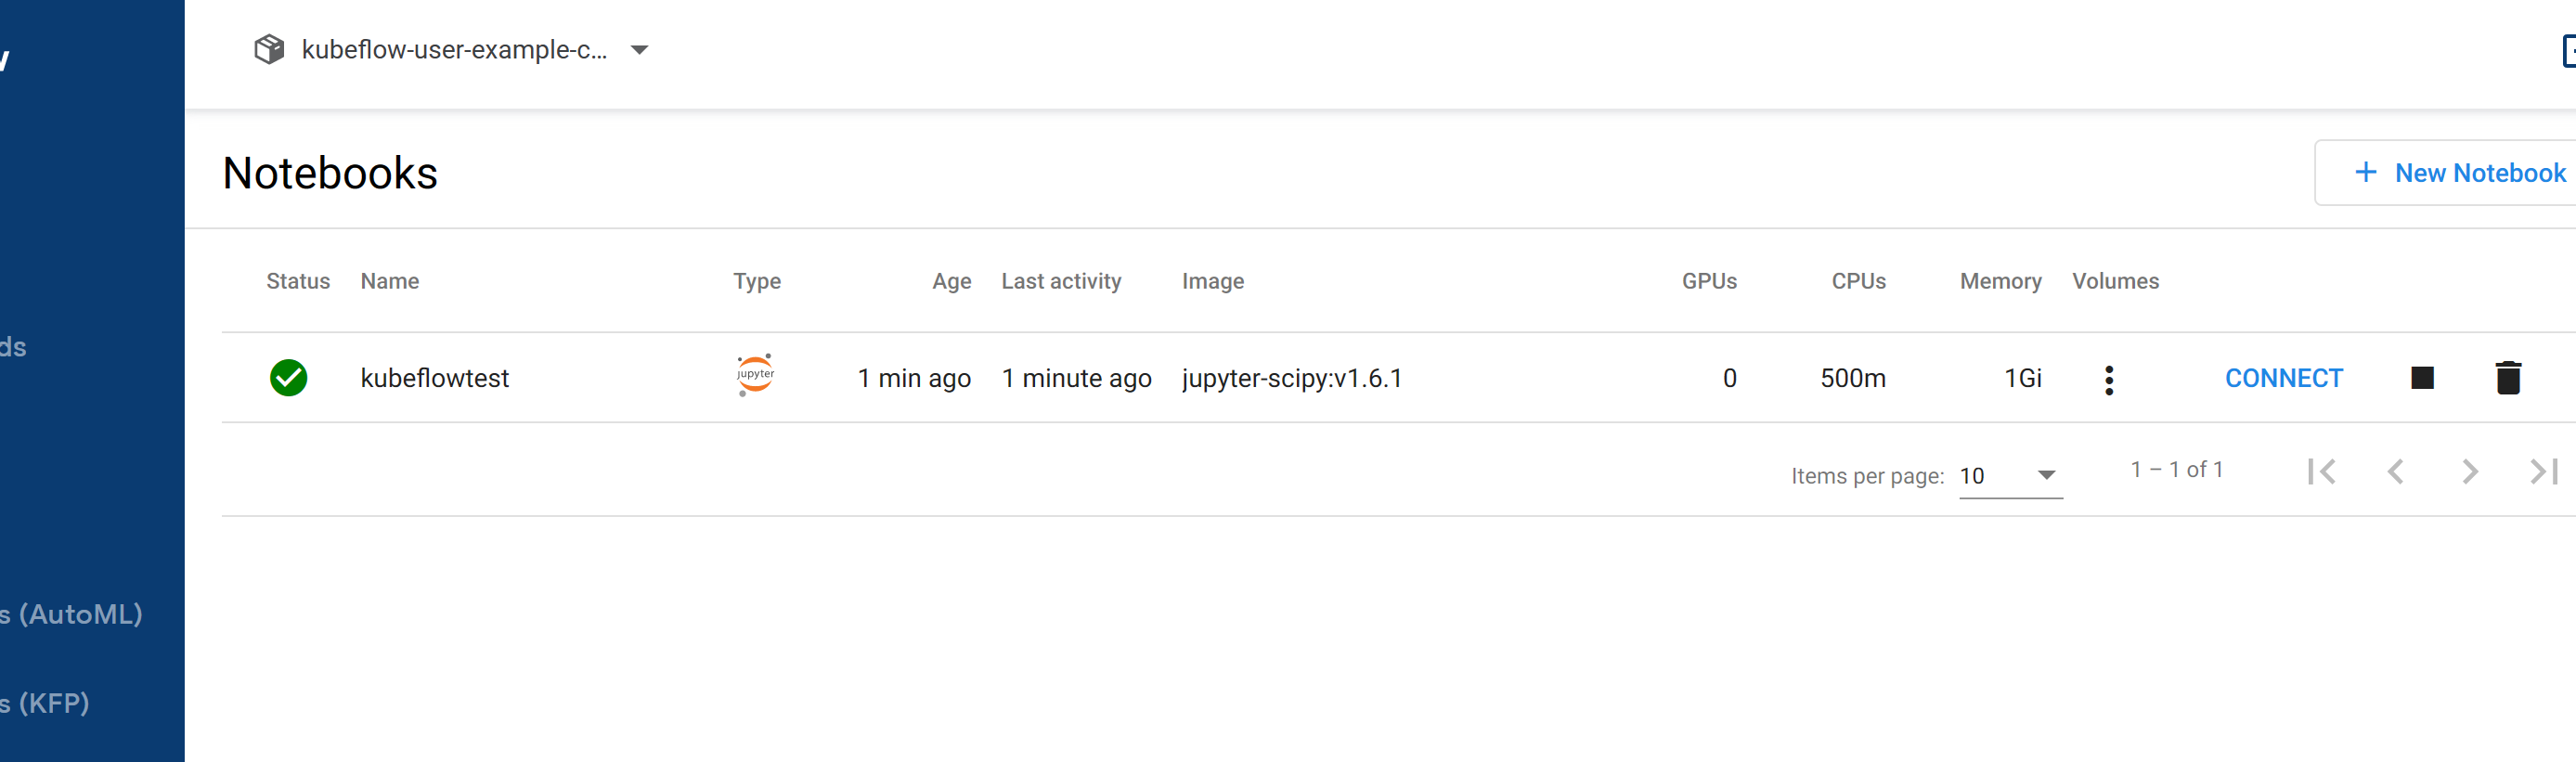 kubeflow-user-example-c...
Notebooks
New Notebook
Status Name Type Age Last activity Image GPUs CPUs Memory Volumes
kubeflowtest jupyter 1 min ago 1 minute ago jupyter-scipy:v1.6.1 0 500m 1Gi CONNECT
Items per page: 10 1 – 1 of 1
ds
s (AutoML)
s (KFP)